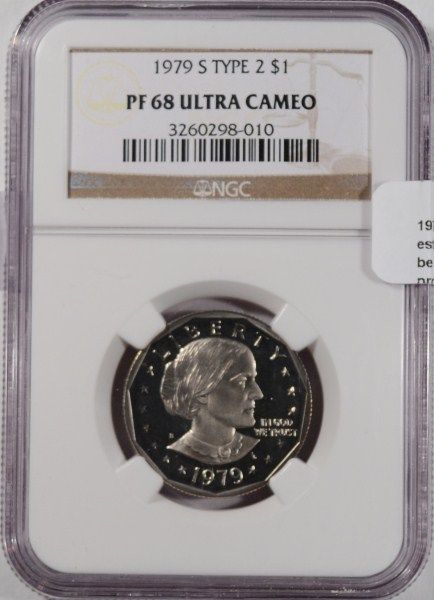 1979 S TYPE 2 $1
PF 68 ULTRA CAMEO
3260298-010
NGC
LIBERTY
IN GOD
WE TRUST
S
1979